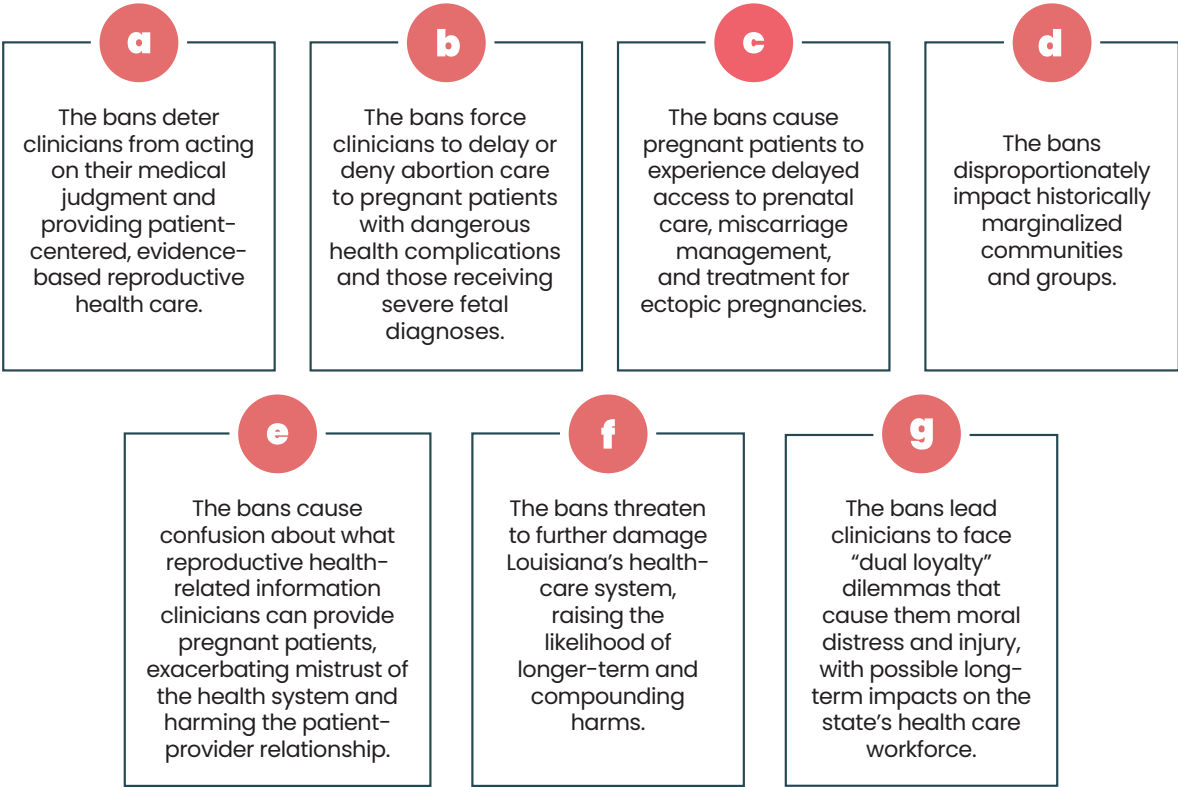 a
The bans deter
clinicians from acting
on their medical
judgment and
providing patient-
centered, evidence-
based reproductive
health care.
b
The bans force
clinicians to delay or
deny abortion care
to pregnant patients
with dangerous
health complications
and those receiving
severe fetal
diagnoses.
c
The bans cause
pregnant patients to
experience delayed
access to prenatal
care, miscarriage
management,
and treatment for
ectopic pregnancies.
d
The bans
disproportionately
impact historically
marginalized
communities
and groups.
e
The bans cause
confusion about what
reproductive health-
related information
clinicians can provide
pregnant patients,
exacerbating mistrust of
the health system and
harming the patient-
provider relationship.
f
The bans threaten
to further damage
Louisiana’s health-
care system,
raising the
likelihood of
longer-term and
compounding
harms.
g
The bans lead
clinicians to face
“dual loyalty”
dilemmas that
cause them moral
distress and injury,
with possible long-
term impacts on the
state’s health care
workforce.